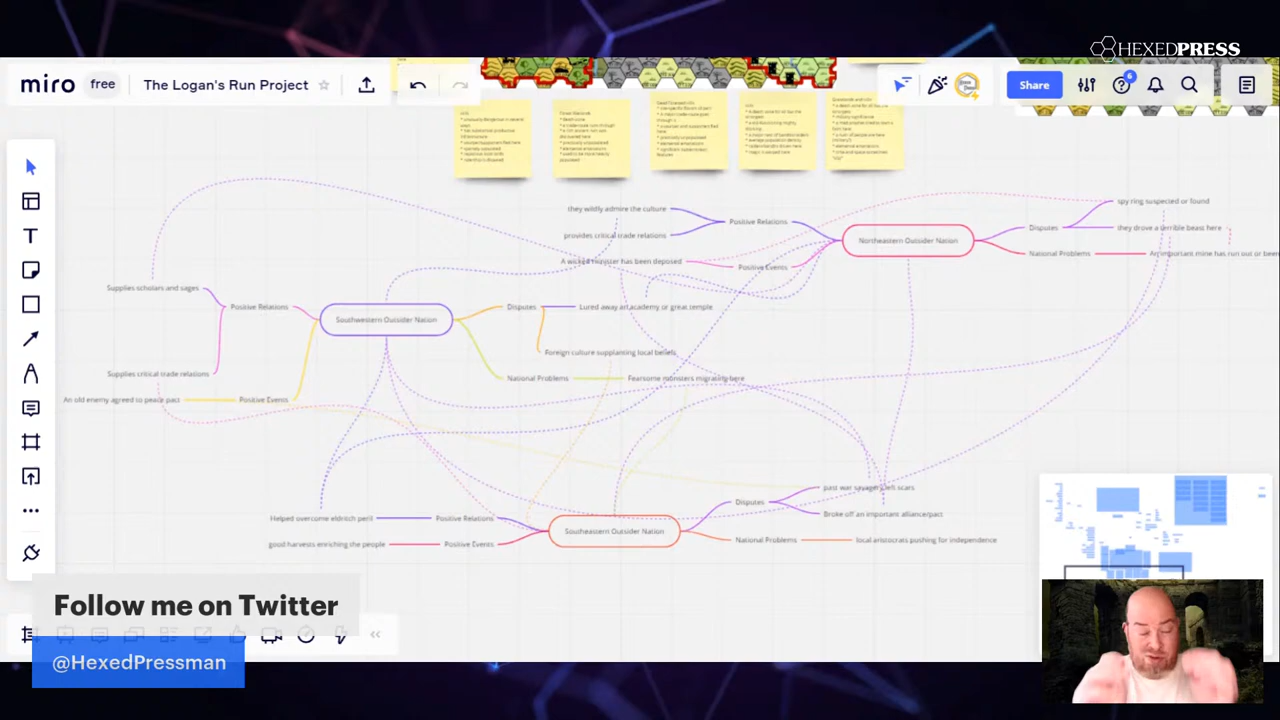 HEXEDPRESS
miro
free
The Logan's Run Project
Share
6
they wildly admire the culture
provides critical trade relations
Positive Relations
A wicked minister has been deposed
Positive Events
Northeastern Outsider Nation
Disputes
spy ring suspected or found
they drove a terrible beast here
National Problems
An important mine has run out or been
Supplies scholars and sages
Positive Relations
Supplies critical trade relations
An old enemy agreed to peace pact
Positive Events
Southwestern Outsider Nation
Disputes
Lured away art academy or great temple
Foreign culture supplanting local beliefs
National Problems
Fearsome monsters migrating here
Helped overcome eldritch peril
Positive Relations
good harvests enriching the people
Positive Events
Southeastern Outsider Nation
Disputes
past war savagery left scars
Broke off an important alliance/pact
National Problems
local aristocrats pushing for independence
Follow me on Twitter
@HexedPressman